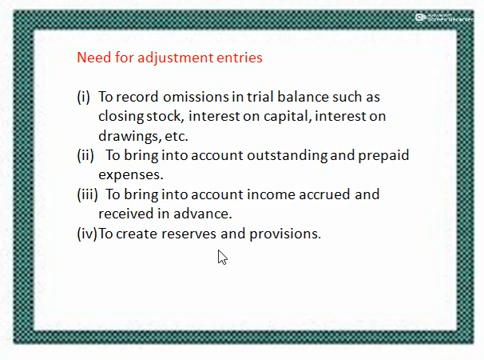 Need for adjustment entries
(i) To record omissions in trial balance such as
closing stock, interest on capital, interest on
drawings, etc.
(ii) To bring into account outstanding and prepaid
expenses.
(iii) To bring into account income accrued and
received in advance.
(iv)To create reserves and provisions.